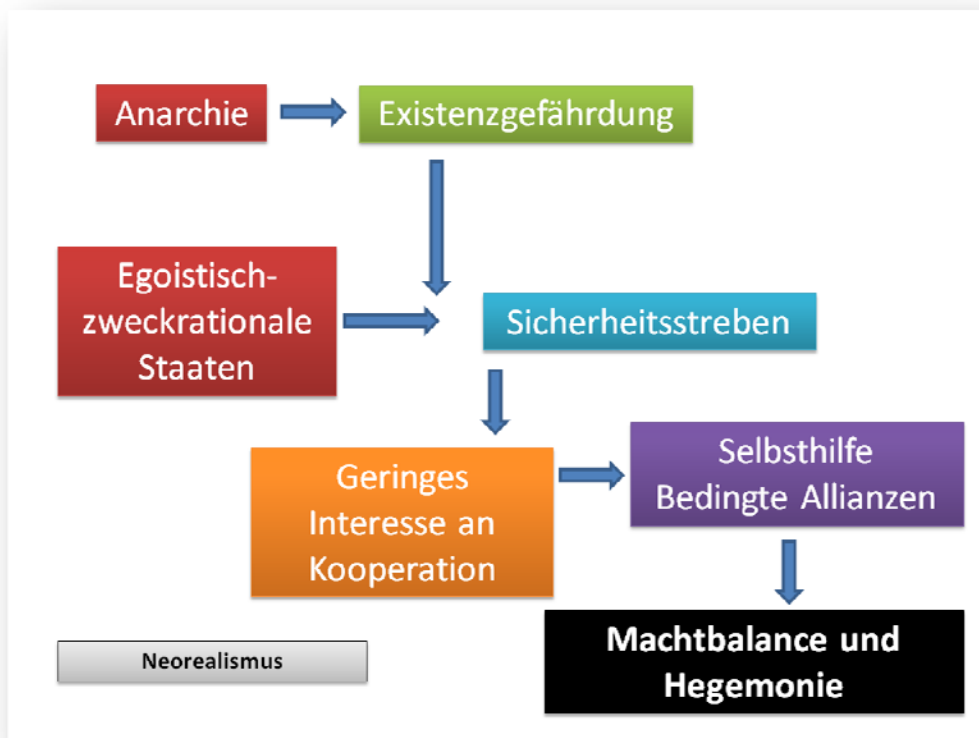 Anarchie
Existenzgefährdung
Egoistisch-
zweckrationale
Staaten
Sicherheitsstreben
Geringes
Interesse an
Kooperation
Selbsthilfe
Bedingte Allianzen
Machtbalance und
Hegemonie
Neorealismus